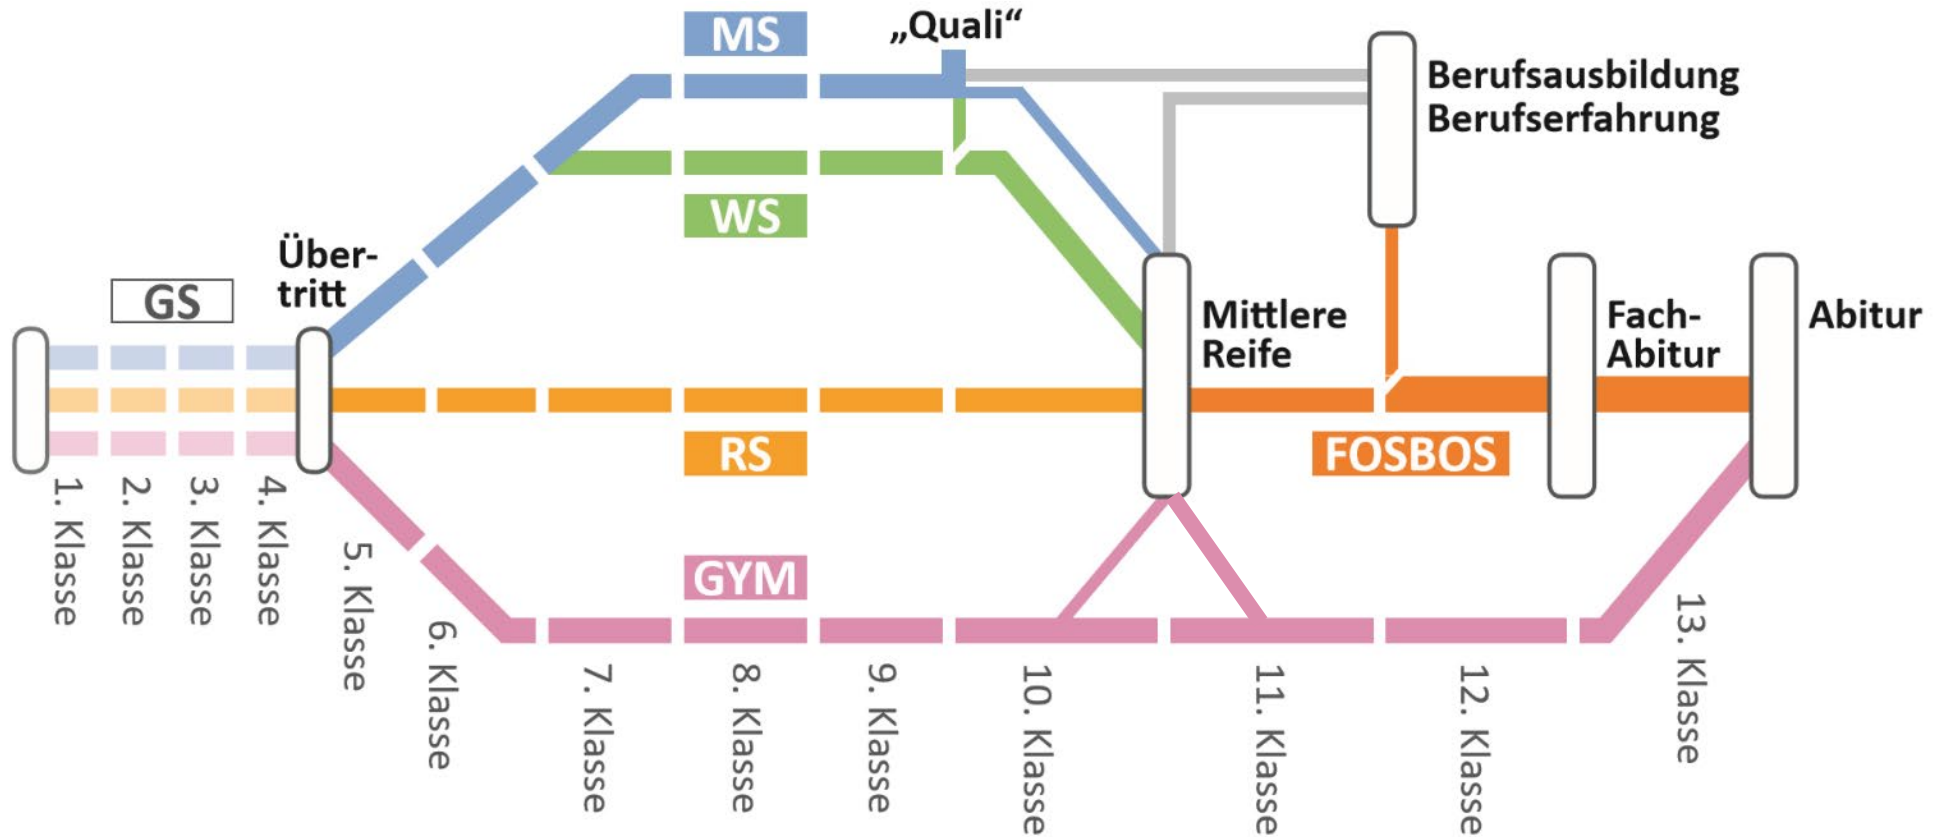 MS
„Quali“
Berufsausbildung
Berufserfahrung
WS
Über-
tritt
GS
Mittlere
Reife
Fach-
Abitur
Abitur
RS
FOSBOS
GYM
1. Klasse
2. Klasse
3. Klasse
4. Klasse
5. Klasse
6. Klasse
7. Klasse
8. Klasse
9. Klasse
10. Klasse
11. Klasse
12. Klasse
13. Klasse